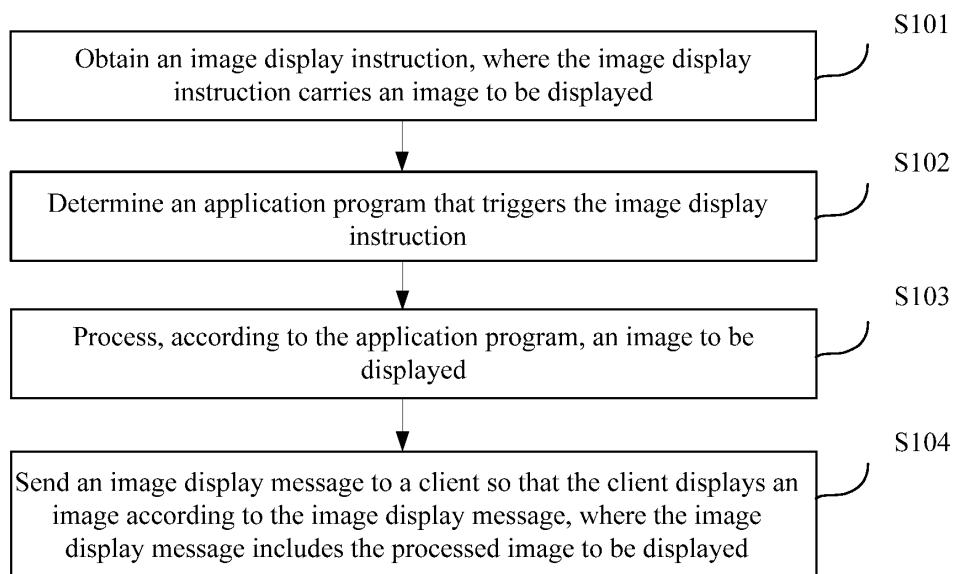 S101
Obtain an image display instruction, where the image display
instruction carries an image to be displayed
S102
Determine an application program that triggers the image display
instruction
S103
Process, according to the application program, an image to be
displayed
S104
Send an image display message to a client so that the client displays an
image according to the image display message, where the image
display message includes the processed image to be displayed